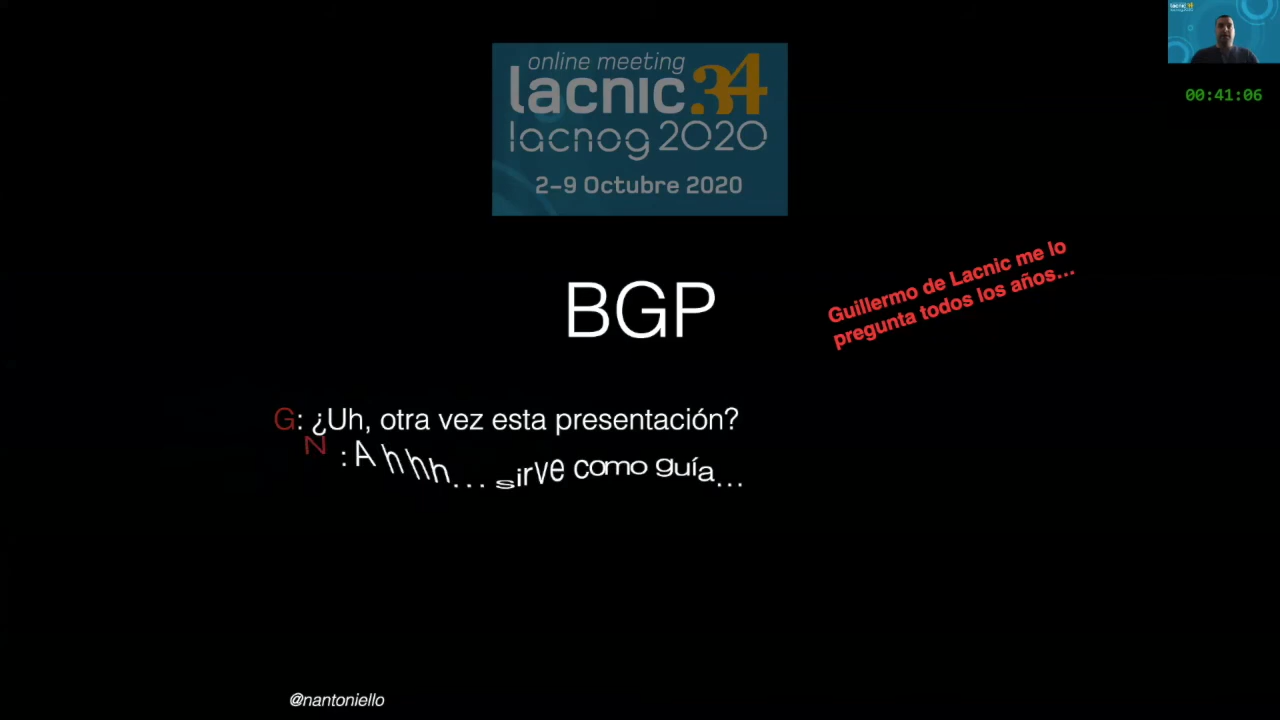 online meeting
lacnic 34
lacnog 2020
2-9 Octubre 2020
00:41:06
BGP
Guillermo de Lacnic me lo
pregunta todos los años...
G: ¿Uh, otra vez esta presentación?
N : Ahhh... sirve como guía...
@nantoniello